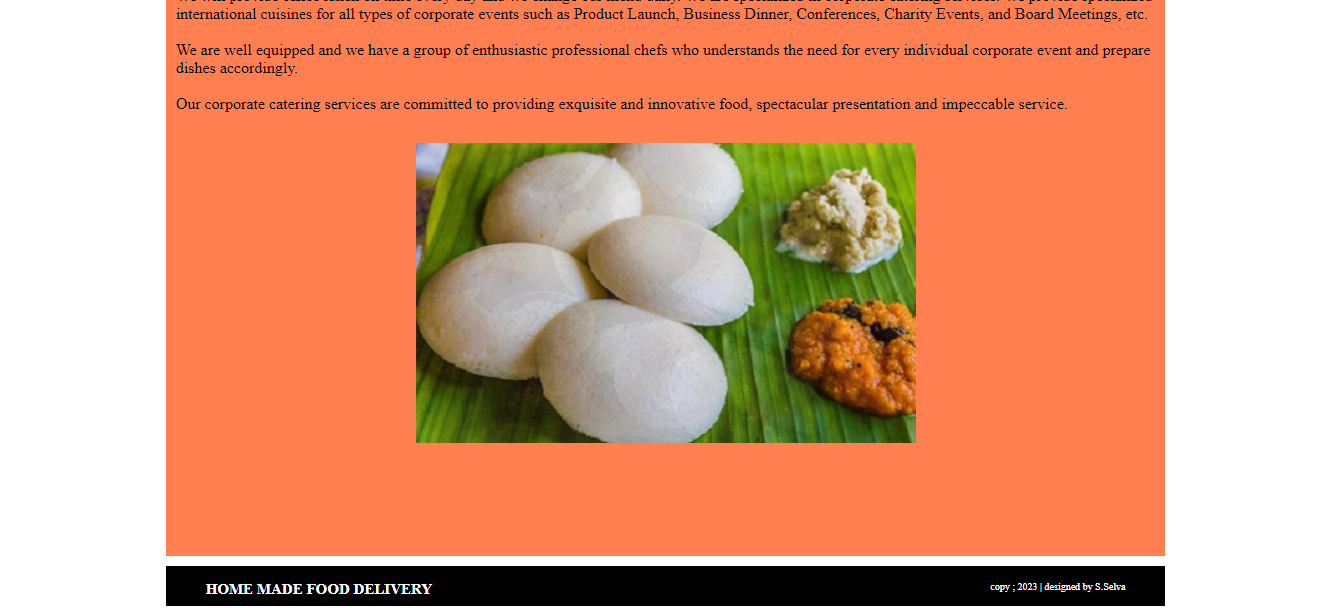 international cuisines for all types of corporate events such as Product Launch, Business Dinner, Conferences, Charity Events, and Board Meetings, etc.
We are well equipped and we have a group of enthusiastic professional chefs who understands the need for every individual corporate event and prepare
dishes accordingly.
Our corporate catering services are committed to providing exquisite and innovative food, spectacular presentation and impeccable service.
HOME MADE FOOD DELIVERY
copy ; 2023 | designed by S.Selva